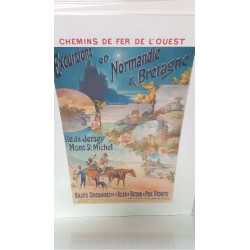 CHEMINS DE FER DE L'OUEST
Excursions en Normandie
& Bretagne
Ile de Jersey
Mont St Michel
BILLETS CIRCULAIRES ET ALLER & RETOUR A PRIX REDUITS